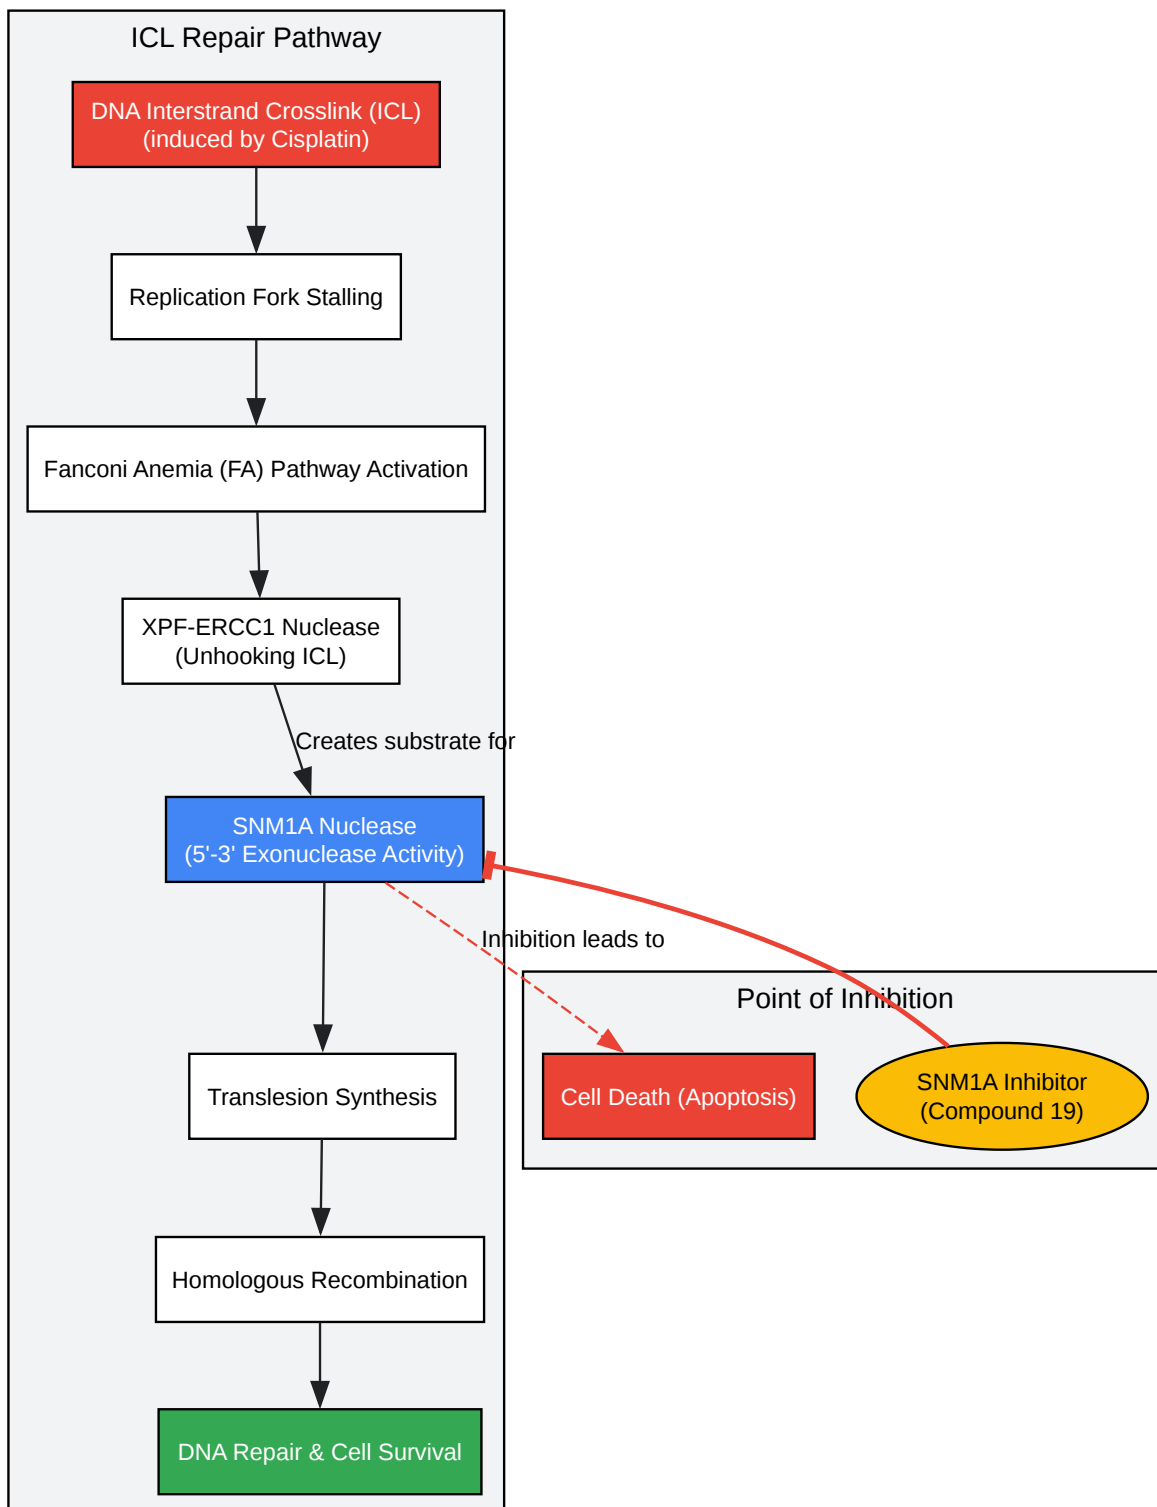 ICL Repair Pathway
DNA Interstrand Crosslink (ICL)
(induced by Cisplatin)
Replication Fork Stalling
Fanconi Anemia (FA) Pathway Activation
XPF-ERCC1 Nuclease
(Unhooking ICL)
Creates substrate for
SNM1A Nuclease
(5'-3' Exonuclease Activity)
Inhibition leads to
Point of Inhibition
Cell Death (Apoptosis)
SNM1A Inhibitor
(Compound 19)
Translesion Synthesis
Homologous Recombination
DNA Repair & Cell Survival